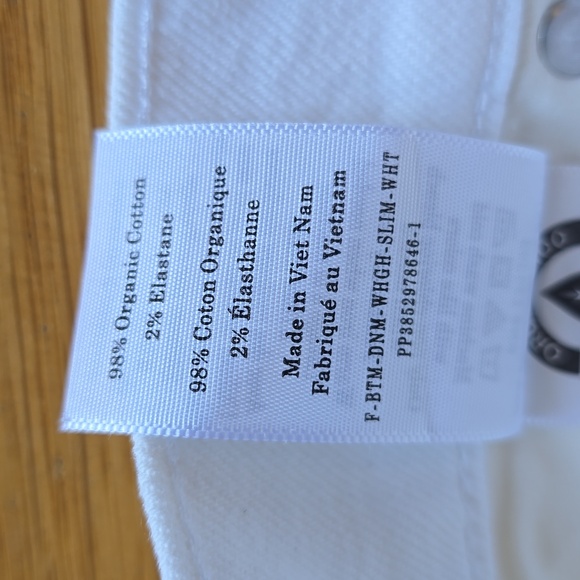 98% Organic Cotton
2% Elastane
98% Coton Organique
2% Élasthanne
Made in Viet Nam
Fabriqué au Vietnam
F-BTM-DNM-WHGH-SLIM-WHT
PP3852978646-1